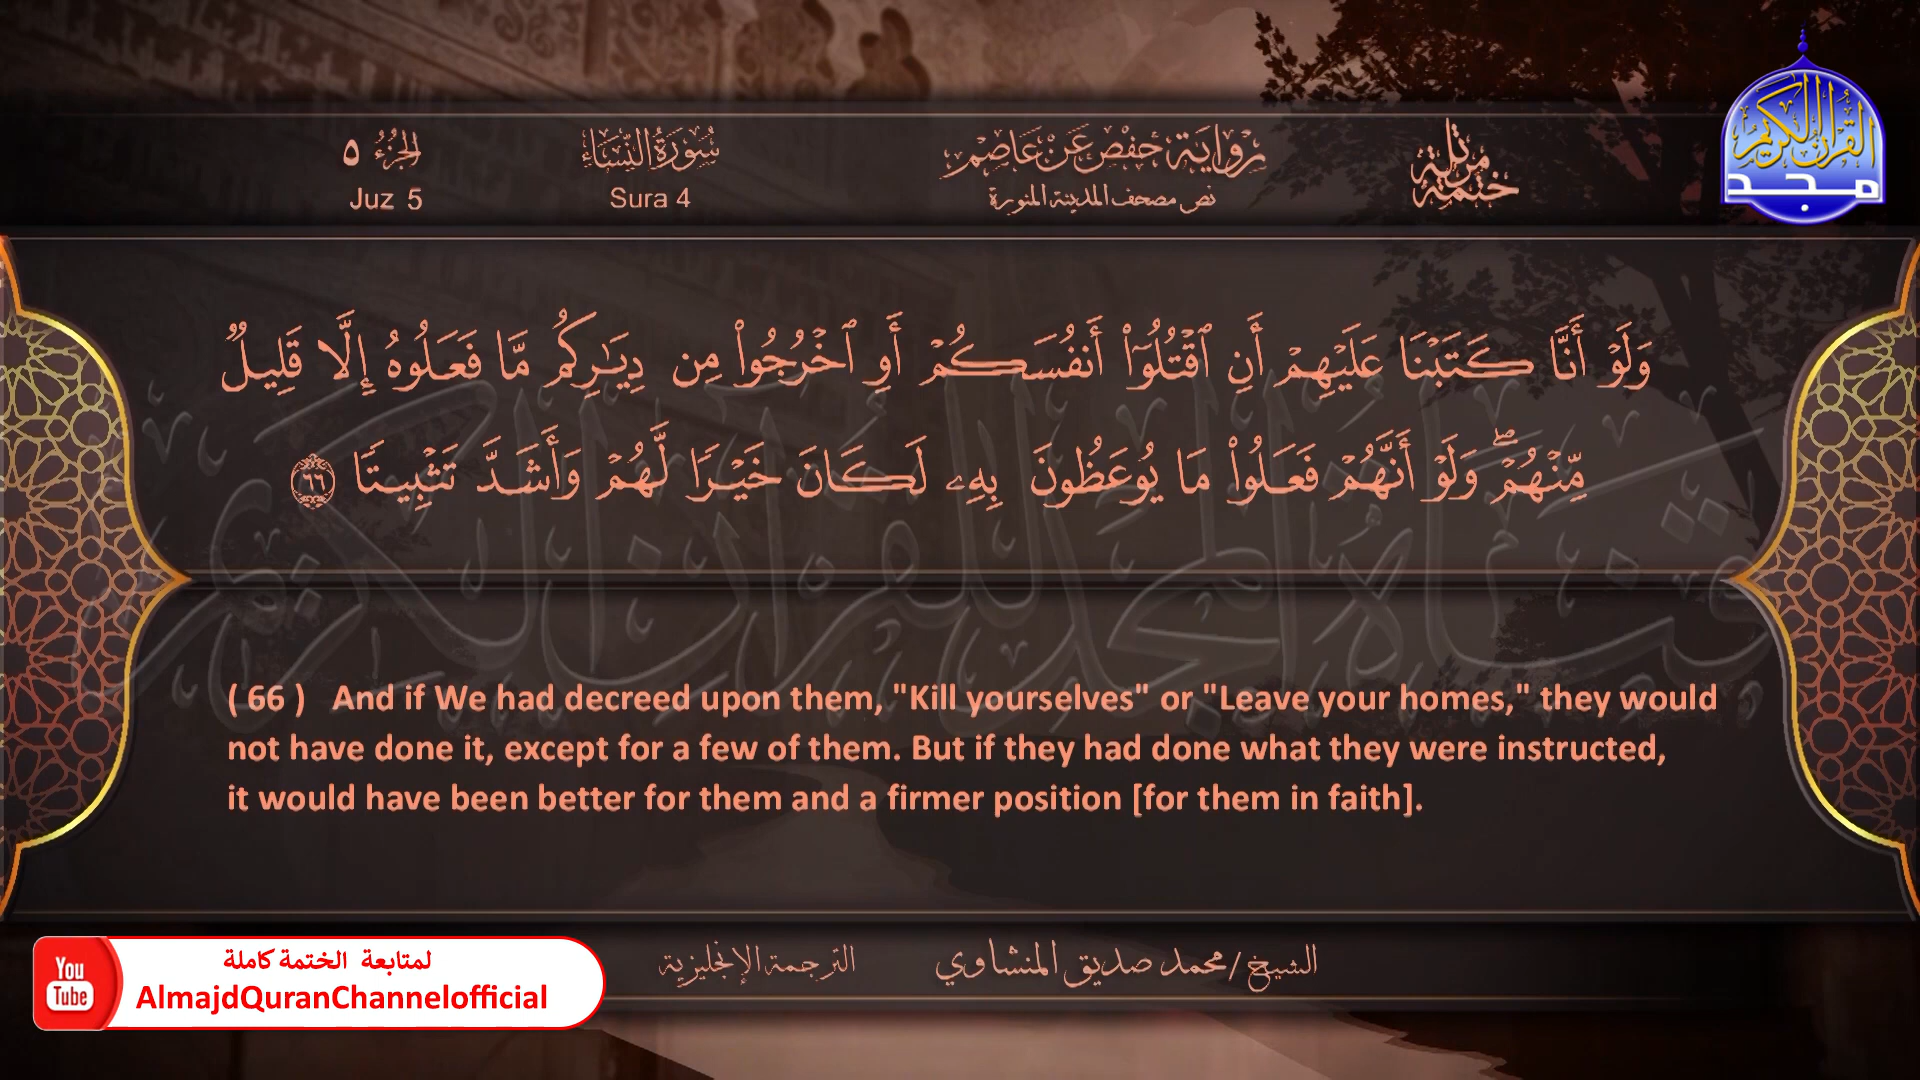 ختمة مرتلة
رواية حفص عن عاصم
نص مصحف المدينة المنورة
سورة النساء
Sura 4
الجزء ٥
Juz 5
القرآن الكريم
مجد
وَلَوْ أَنَّا كَتَبْنَا عَلَيْهِمْ أَنِ ٱقْتُلُوٓا۟ أَنفُسَكُمْ أَوِ ٱخْرُجُوا۟ مِن دِيَـٰرِكُم مَّا فَعَلُوهُ إِلَّا قَلِيلٌ
مِّنْهُمْ ۖ وَلَوْ أَنَّهُمْ فَعَلُوا۟ مَا يُوعَظُونَ بِهِۦ لَكَانَ خَيْرًا لَّهُمْ وَأَشَدَّ تَثْبِيتًا ٦٦
قناة المجد للقرآن الكريم
( 66 ) And if We had decreed upon them, "Kill yourselves" or "Leave your homes," they would
not have done it, except for a few of them. But if they had done what they were instructed,
it would have been better for them and a firmer position [for them in faith].
الشيخ / محمد صديق المنشاوي
الترجمة الإنجليزية
You
Tube
لمتابعة الختمة كاملة
AlmajdQuranChannelofficial